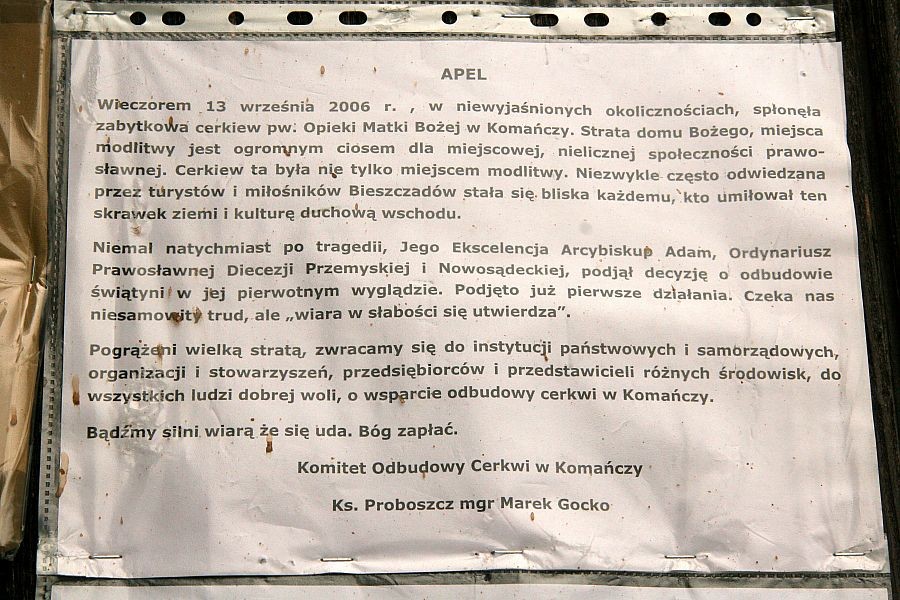 APEL
Wieczorem 13 września 2006 r. , w niewyjaśnionych okolicznościach, spłonęła
zabytkowa cerkiew pw. Opieki Matki Bożej w Komańczy. Strata domu Bożego, miejsca
modlitwy jest ogromnym ciosem dla miejscowej, nielicznej społeczności prawo-
sławnej. Cerkiew ta była nie tylko miejscem modlitwy. Niezwykle często odwiedzana
przez turystów i miłośników Bieszczadów stała się bliska każdemu, kto umiłował ten
skrawek ziemi i kulturę duchową wschodu.
Niemal natychmiast po tragedii, Jego Ekscelencja Arcybiskup Adam, Ordynariusz
Prawosławnej Diecezji Przemyskiej i Nowosądeckiej, podjął decyzję o odbudowie
świątyni w jej pierwotnym wyglądzie. Podjęto już pierwsze działania. Czeka nas
niesamowity trud, ale „wiara w słabości się utwierdza”.
Pogrążeni wielką stratą, zwracamy się do instytucji państwowych i samorządowych,
organizacji i stowarzyszeń, przedsiębiorców i przedstawicieli różnych środowisk, do
wszystkich ludzi dobrej woli, o wsparcie odbudowy cerkwi w Komańczy.
Bądźmy silni wiarą że się uda. Bóg zapłać.
Komitet Odbudowy Cerkwi w Komańczy
Ks. Proboszcz mgr Marek Gocko